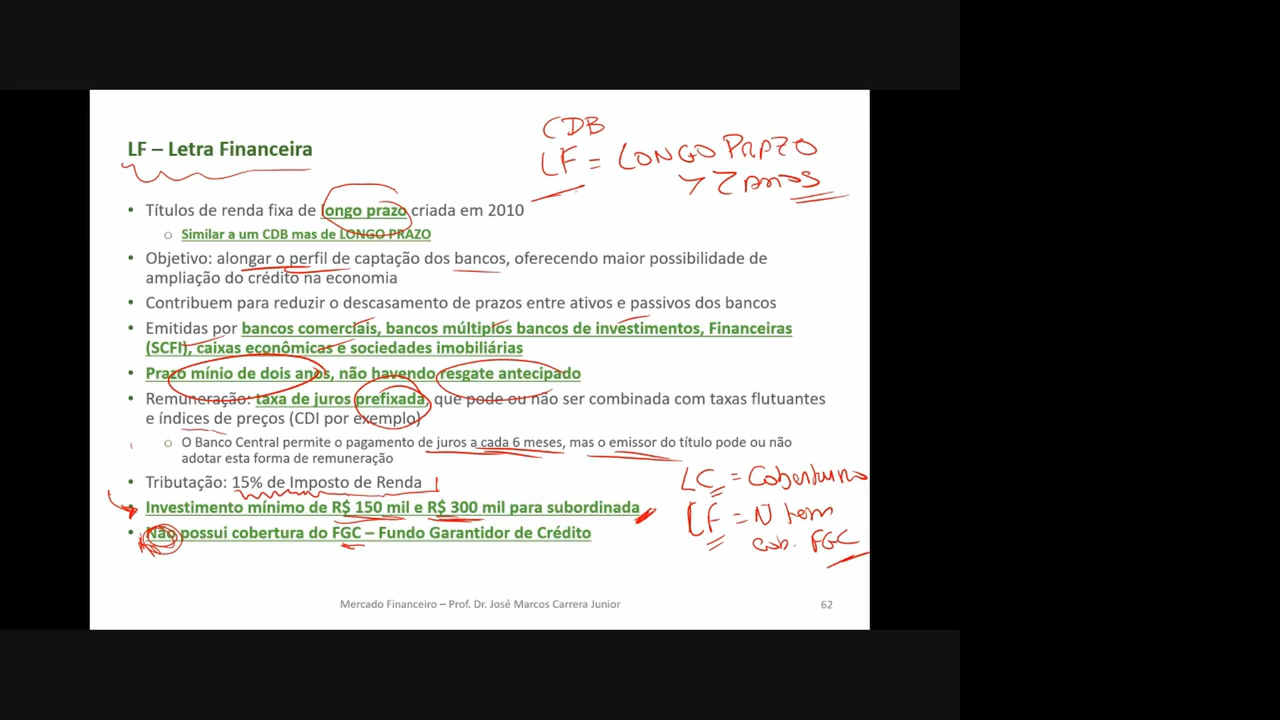 CDB
LF – Letra Financeira
LF = LONGO PRAZO
> 2 anos
• Títulos de renda fixa de longo prazo criada em 2010
○ Similar a um CDB mas de LONGO PRAZO
• Objetivo: alongar o perfil de captação dos bancos, oferecendo maior possibilidade de
ampliação do crédito na economia
• Contribuem para reduzir o descasamento de prazos entre ativos e passivos dos bancos
• Emitidas por bancos comerciais, bancos múltiplos bancos de investimentos, Financeiras
(SCFI), caixas econômicas e sociedades imobiliárias
• Prazo mínio de dois anos, não havendo resgate antecipado
• Remuneração: taxa de juros prefixada, que pode ou não ser combinada com taxas flutuantes
e índices de preços (CDI por exemplo)
○ O Banco Central permite o pagamento de juros a cada 6 meses, mas o emissor do título pode ou não
adotar esta forma de remuneração
• Tributação: 15% de Imposto de Renda
LC = Cobertura
• Investimento mínimo de R$ 150 mil e R$ 300 mil para subordinada
LF = N tem
• Não possui cobertura do FGC – Fundo Garantidor de Crédito
cob. FGC
Mercado Financeiro – Prof. Dr. José Marcos Carrera Junior
62